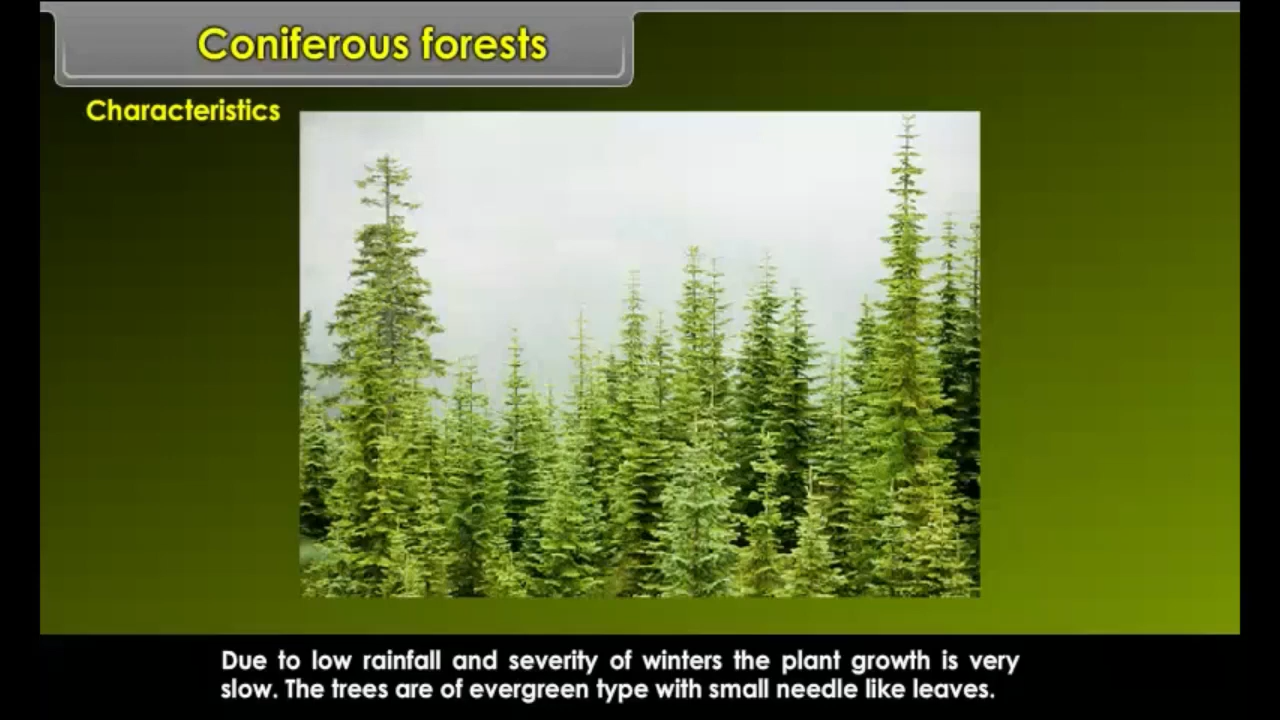 Coniferous forests
Characteristics
Due to low rainfall and severity of winters the plant growth is very
slow. The trees are of evergreen type with small needle like leaves.